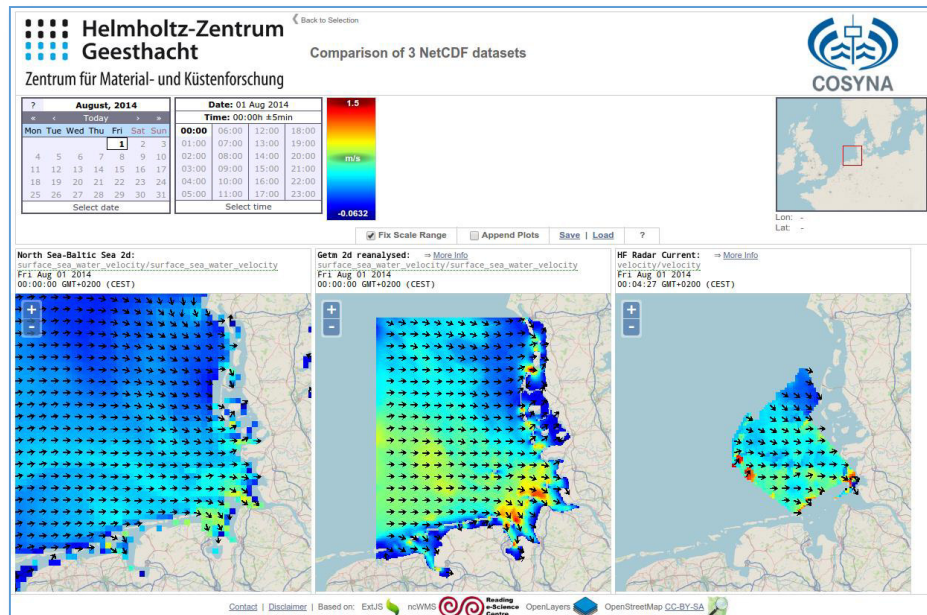 Back to Selection
Helmholtz-Zentrum
Geesthacht
Zentrum für Material- und Küstenforschung
Comparison of 3 NetCDF datasets
COSYNA
? August, 2014
« ‹ Today › »
Mon Tue Wed Thu Fri Sat Sun
1 2 3
4 5 6 7 8 9 10
11 12 13 14 15 16 17
18 19 20 21 22 23 24
25 26 27 28 29 30 31
Select date
Date: 01 Aug 2014
Time: 00:00h ±5min
00:00 06:00 12:00 18:00
01:00 07:00 13:00 19:00
02:00 08:00 14:00 20:00
03:00 09:00 15:00 21:00
04:00 10:00 16:00 22:00
05:00 11:00 17:00 23:00
Select time
1.5
m/s
-0.0632
Lon: -
Lat: -
Fix Scale Range Append Plots Save | Load ?
North Sea-Baltic Sea 2d:
surface_sea_water_velocity/surface_sea_water_velocity
Fri Aug 01 2014
00:00:00 GMT+0200 (CEST)
+
-
Getm 2d reanalysed: ⇒ More Info
surface_sea_water_velocity/surface_sea_water_velocity
Fri Aug 01 2014
00:00:00 GMT+0200 (CEST)
+
-
HF Radar Current: ⇒ More Info
velocity/velocity
Fri Aug 01 2014
00:04:27 GMT+0200 (CEST)
+
-
Contact | Disclaimer | Based on: ExtJS ncWMS Reading e-Science Centre OpenLayers OpenStreetMap CC-BY-SA